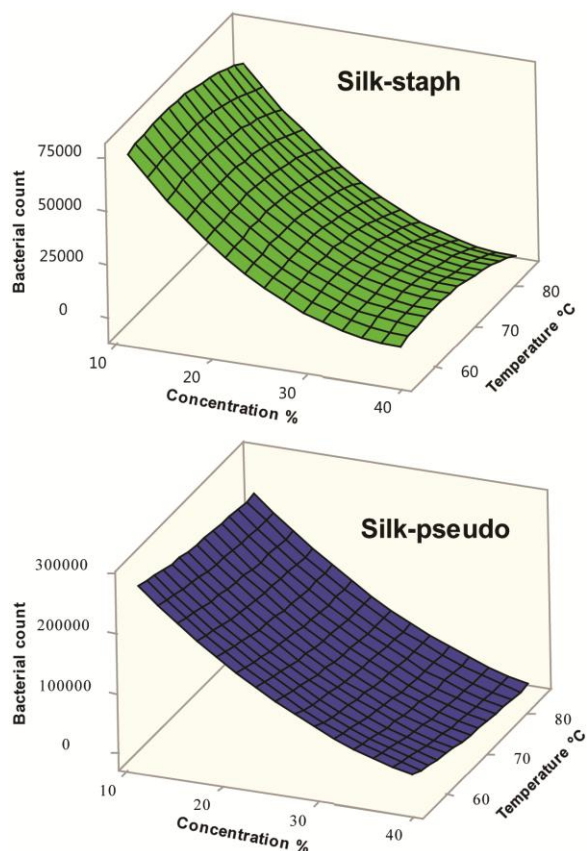 Silk-staph
75000
50000
25000
0
Bacterial count
10
20
30
40
Concentration %
60
70
80
Temperature °C
Silk-pseudo
300000
200000
100000
0
Bacterial count
10
20
30
40
Concentration %
60
70
80
Temperature °C